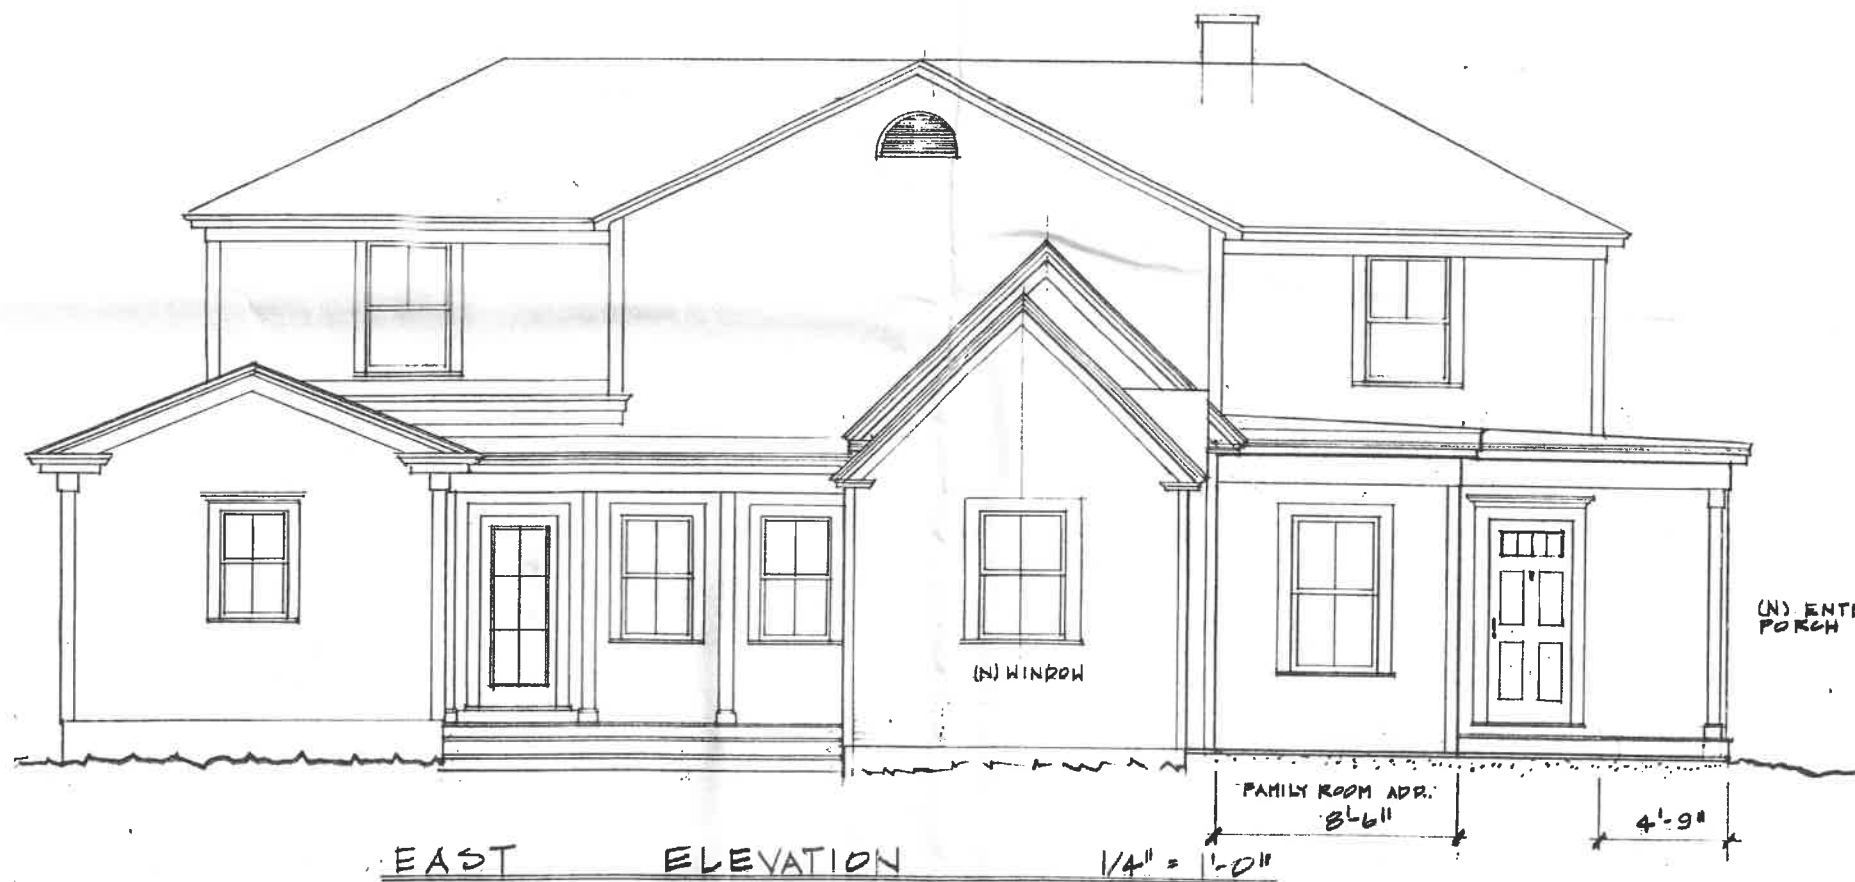 (N) ENT
PORCH
(N) WINDOW
FAMILY ROOM ADD.
8'-6"
4'-9"
EAST ELEVATION 1/4" = 1'-0"